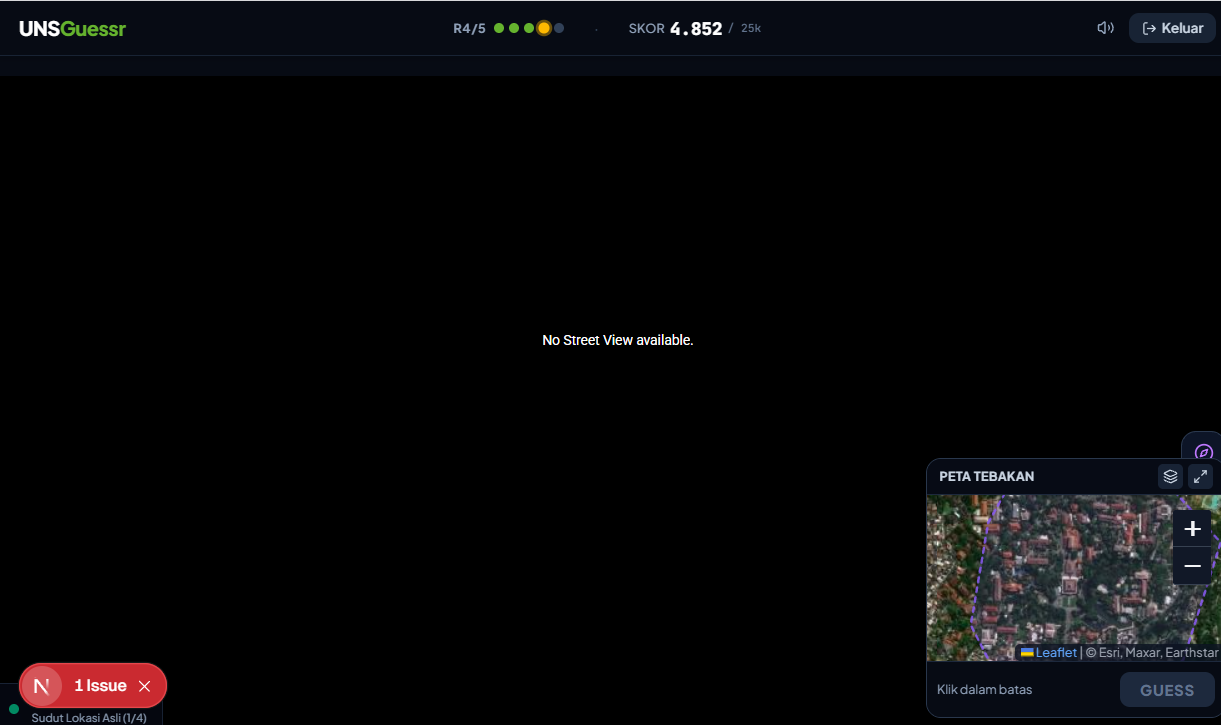 UNSGuessr
R4/5
SKOR 4.852 / 25k
Keluar
No Street View available.
PETA TEBAKAN
+
−
Leaflet | © Esri, Maxar, Earthstar
Klik dalam batas
GUESS
N 1 Issue
Sudut Lokasi Asli (1/4)